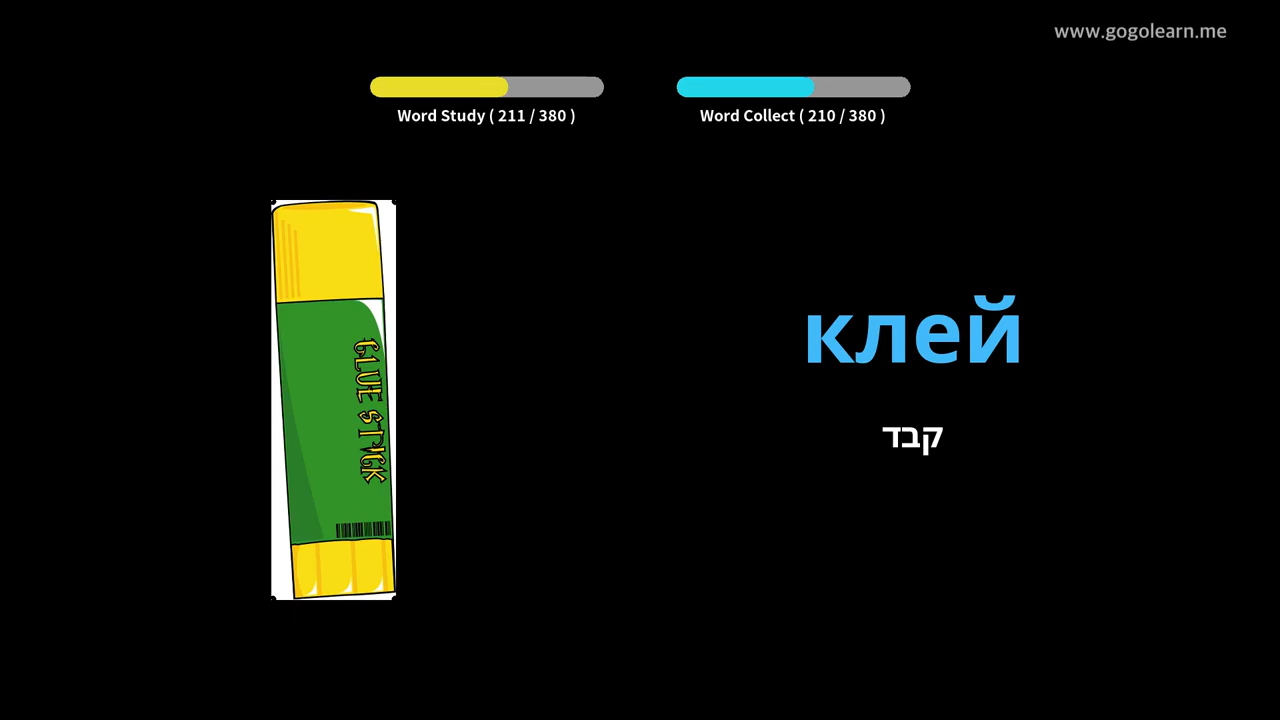 www.gogolearn.me
Word Study ( 211 / 380 )
Word Collect ( 210 / 380 )
GLUE STICK
клей
קבד